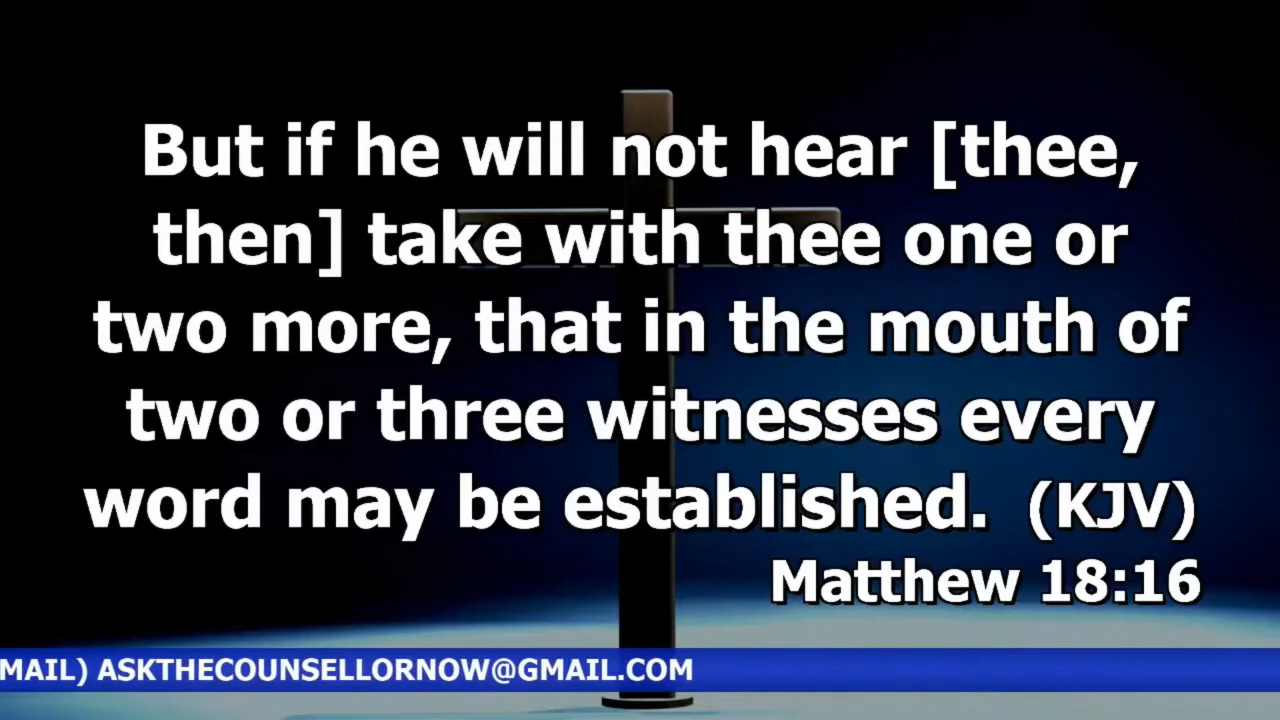 But if he will not hear [thee,
then] take with thee one or
two more, that in the mouth of
two or three witnesses every
word may be established. (KJV)
Matthew 18:16
MAIL) ASKTHECOUNSELLORNOW@GMAIL.COM